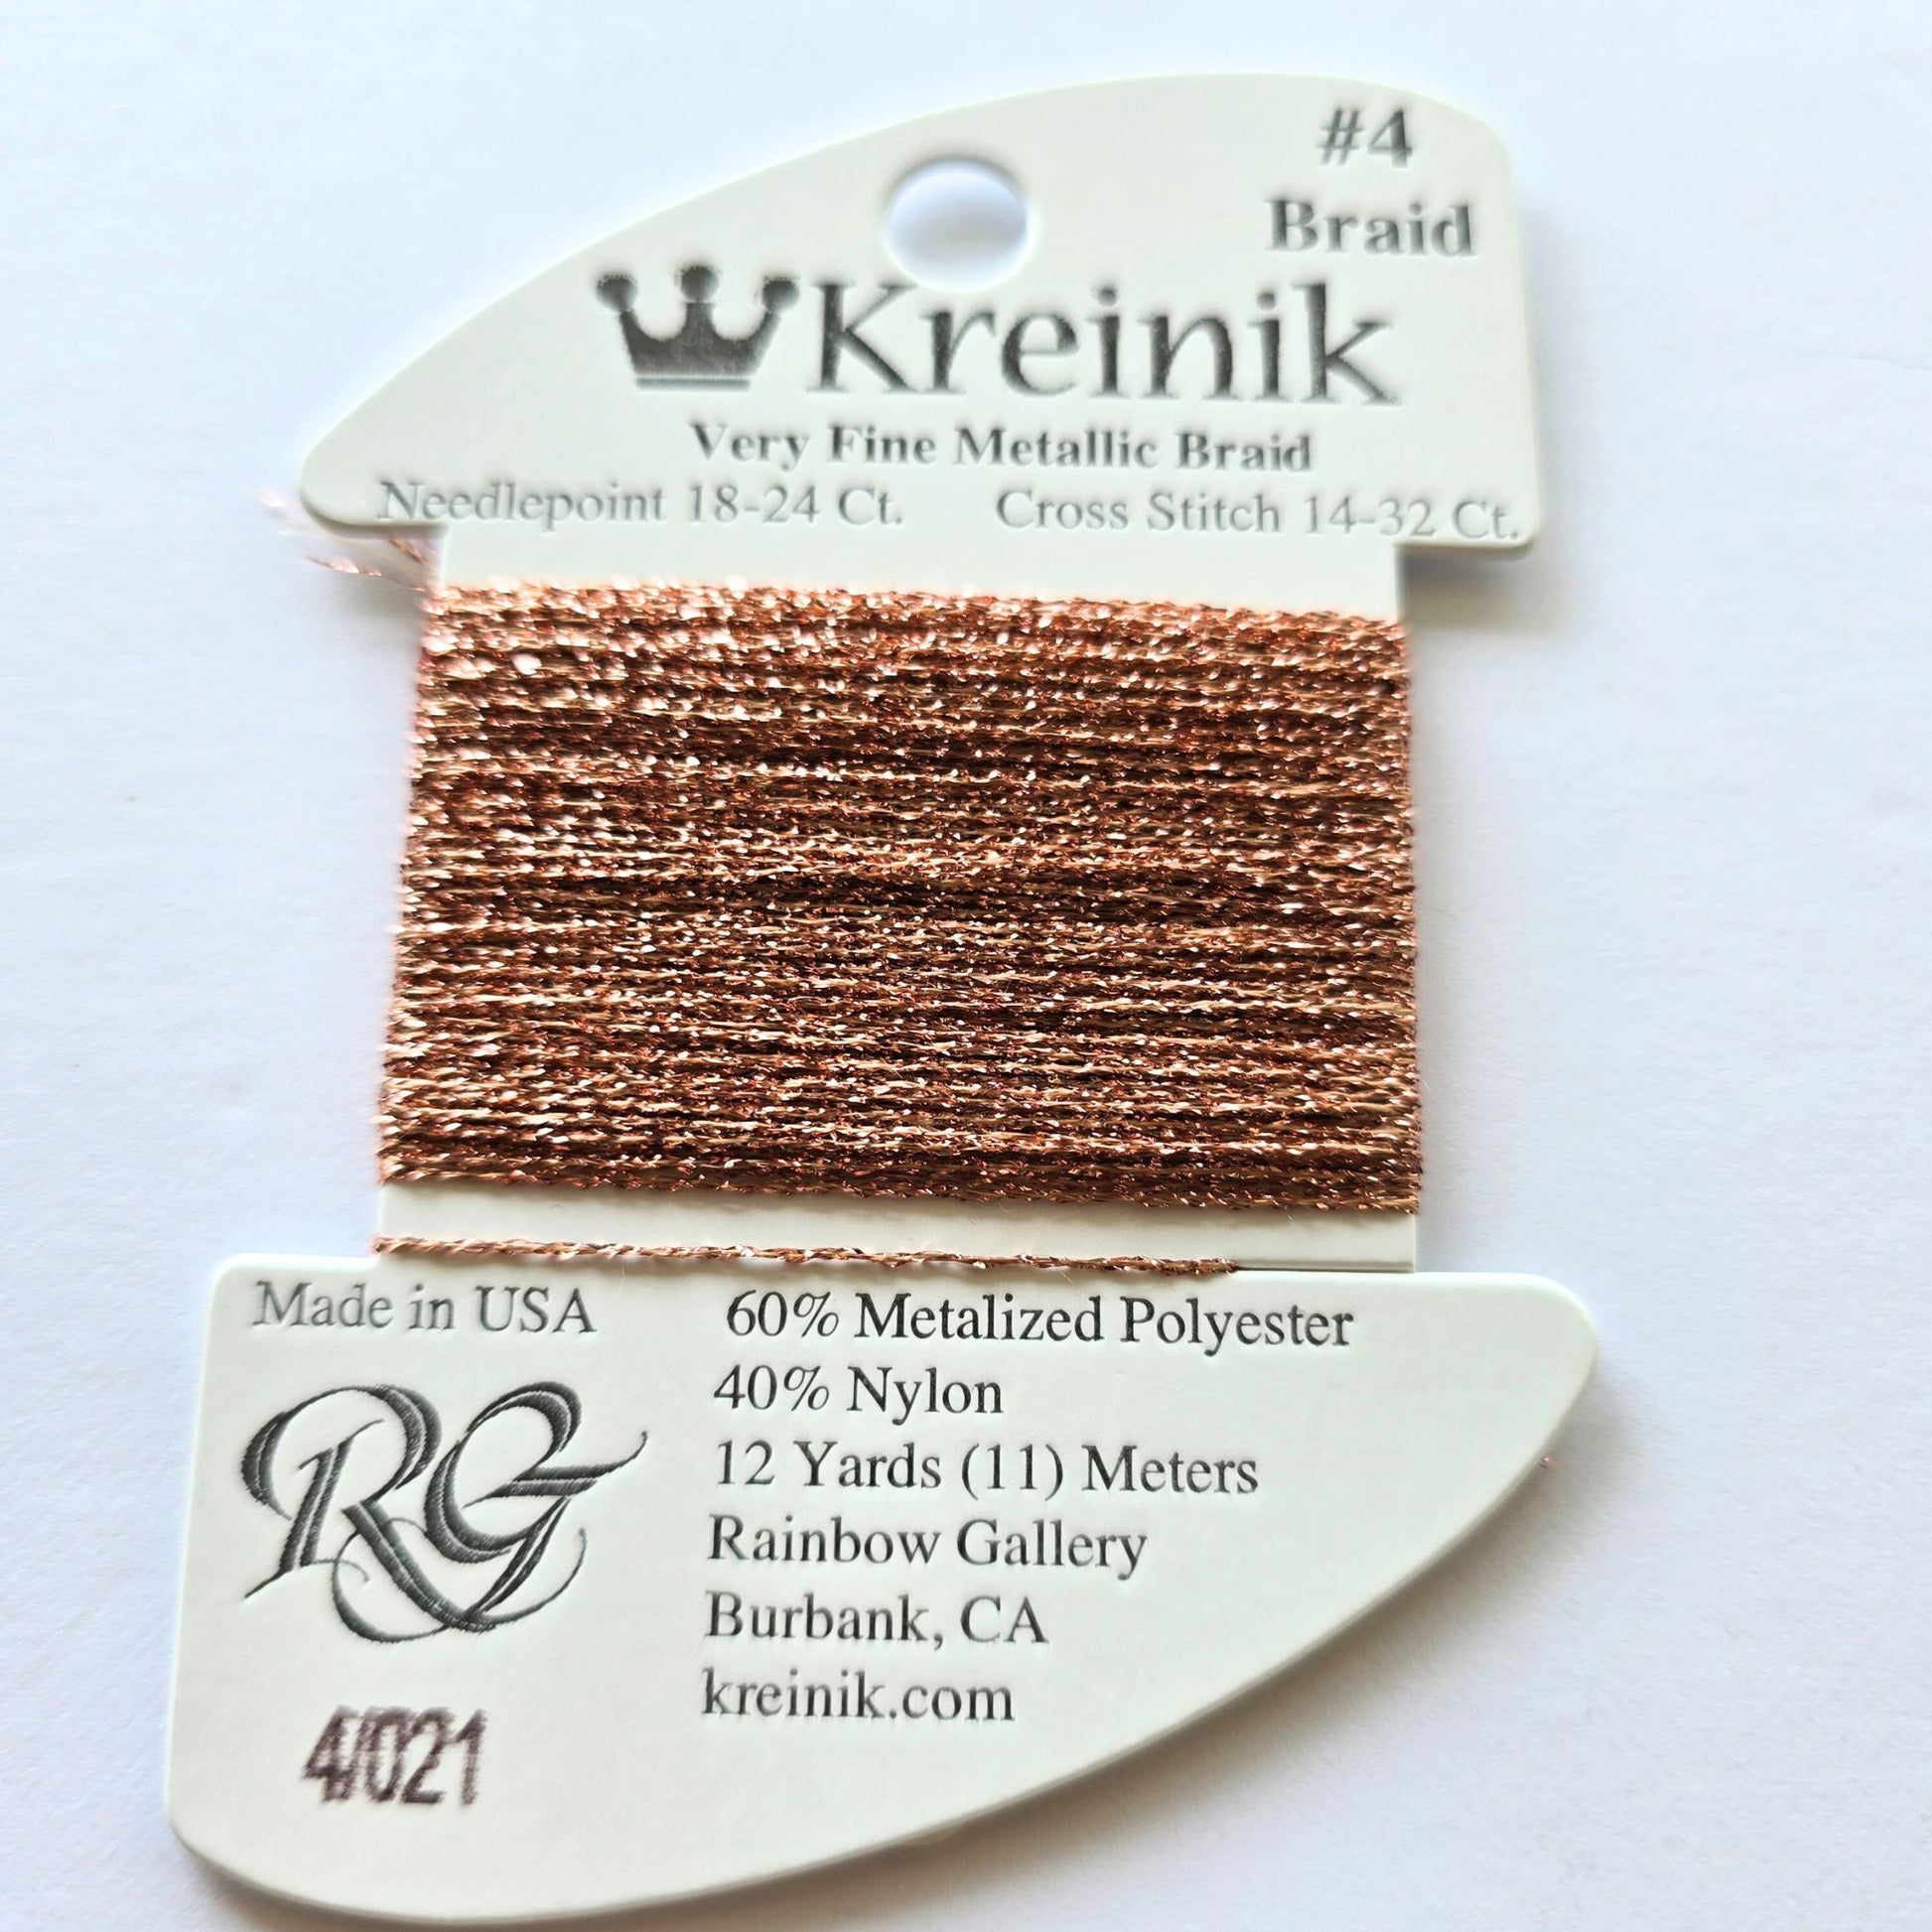 #4
Braid
Kreinik
Very Fine Metallic Braid
Needlepoint 18-24 Ct. Cross Stitch 14-32 Ct.
Made in USA
RG
4/021
60% Metalized Polyester
40% Nylon
12 Yards (11) Meters
Rainbow Gallery
Burbank, CA
kreinik.com